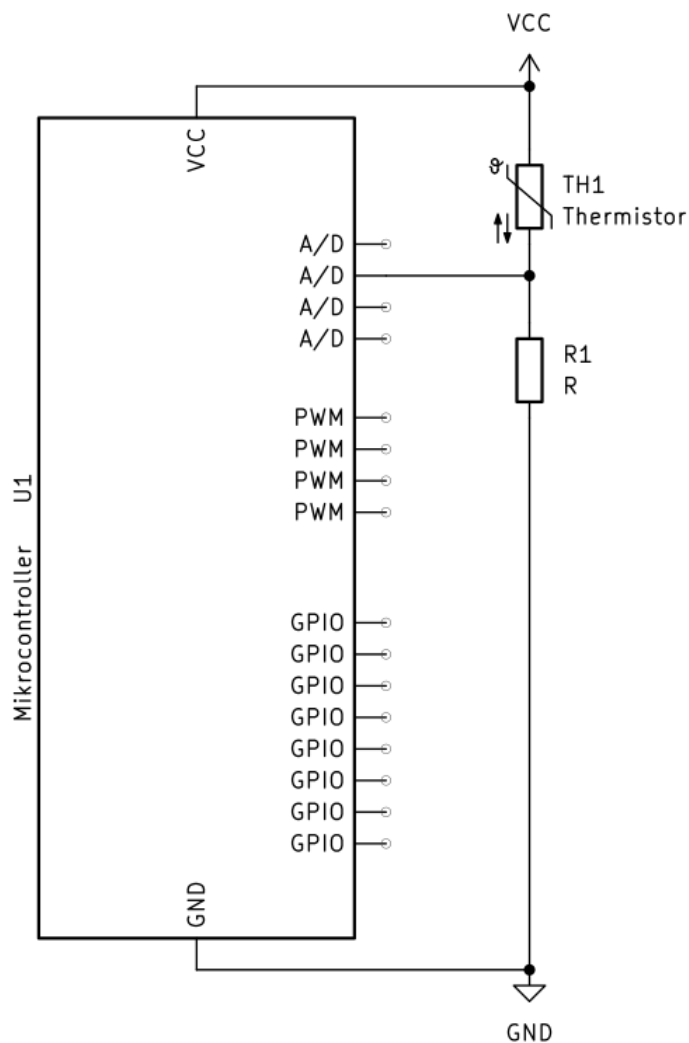 VCC
VCC
ϑ
TH1
Thermistor
A/D
A/D
A/D
A/D
R1
R
PWM
PWM
PWM
PWM
U1
Mikrocontroller
GPIO
GPIO
GPIO
GPIO
GPIO
GPIO
GPIO
GPIO
GND
GND